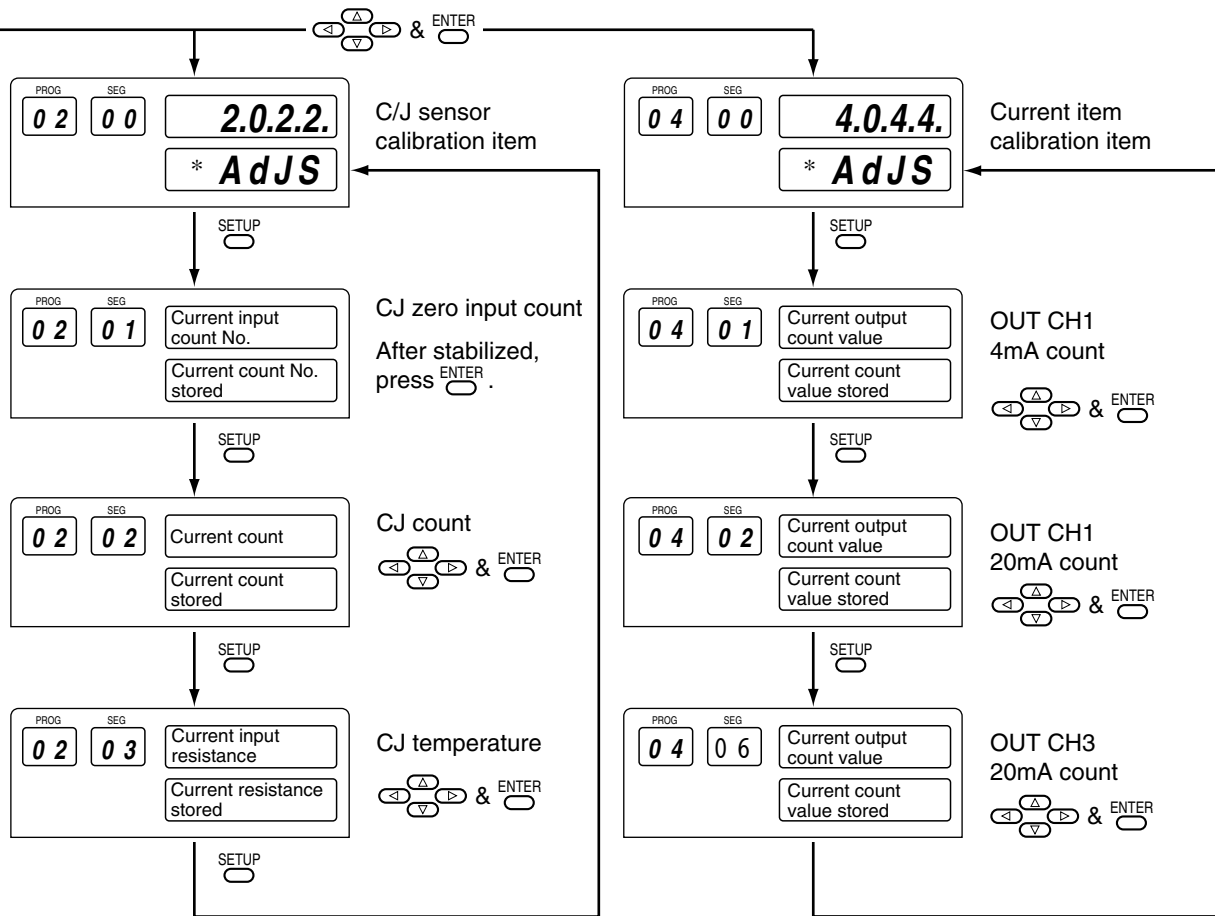 & ENTER
PROG SEG
02 00 2.0.2.2.
* AdJS
C/J sensor
calibration item
SETUP
PROG SEG
02 01 Current input
count No.
Current count No.
stored
CJ zero input count
After stabilized,
press ENTER .
SETUP
PROG SEG
02 02 Current count
Current count
stored
CJ count
& ENTER
SETUP
PROG SEG
02 03 Current input
resistance
Current resistance
stored
CJ temperature
& ENTER
SETUP
PROG SEG
04 00 4.0.4.4.
* AdJS
Current item
calibration item
SETUP
PROG SEG
04 01 Current output
count value
Current count
value stored
OUT CH1
4mA count
& ENTER
SETUP
PROG SEG
04 02 Current output
count value
Current count
value stored
OUT CH1
20mA count
& ENTER
SETUP
PROG SEG
04 06 Current output
count value
Current count
value stored
OUT CH3
20mA count
& ENTER